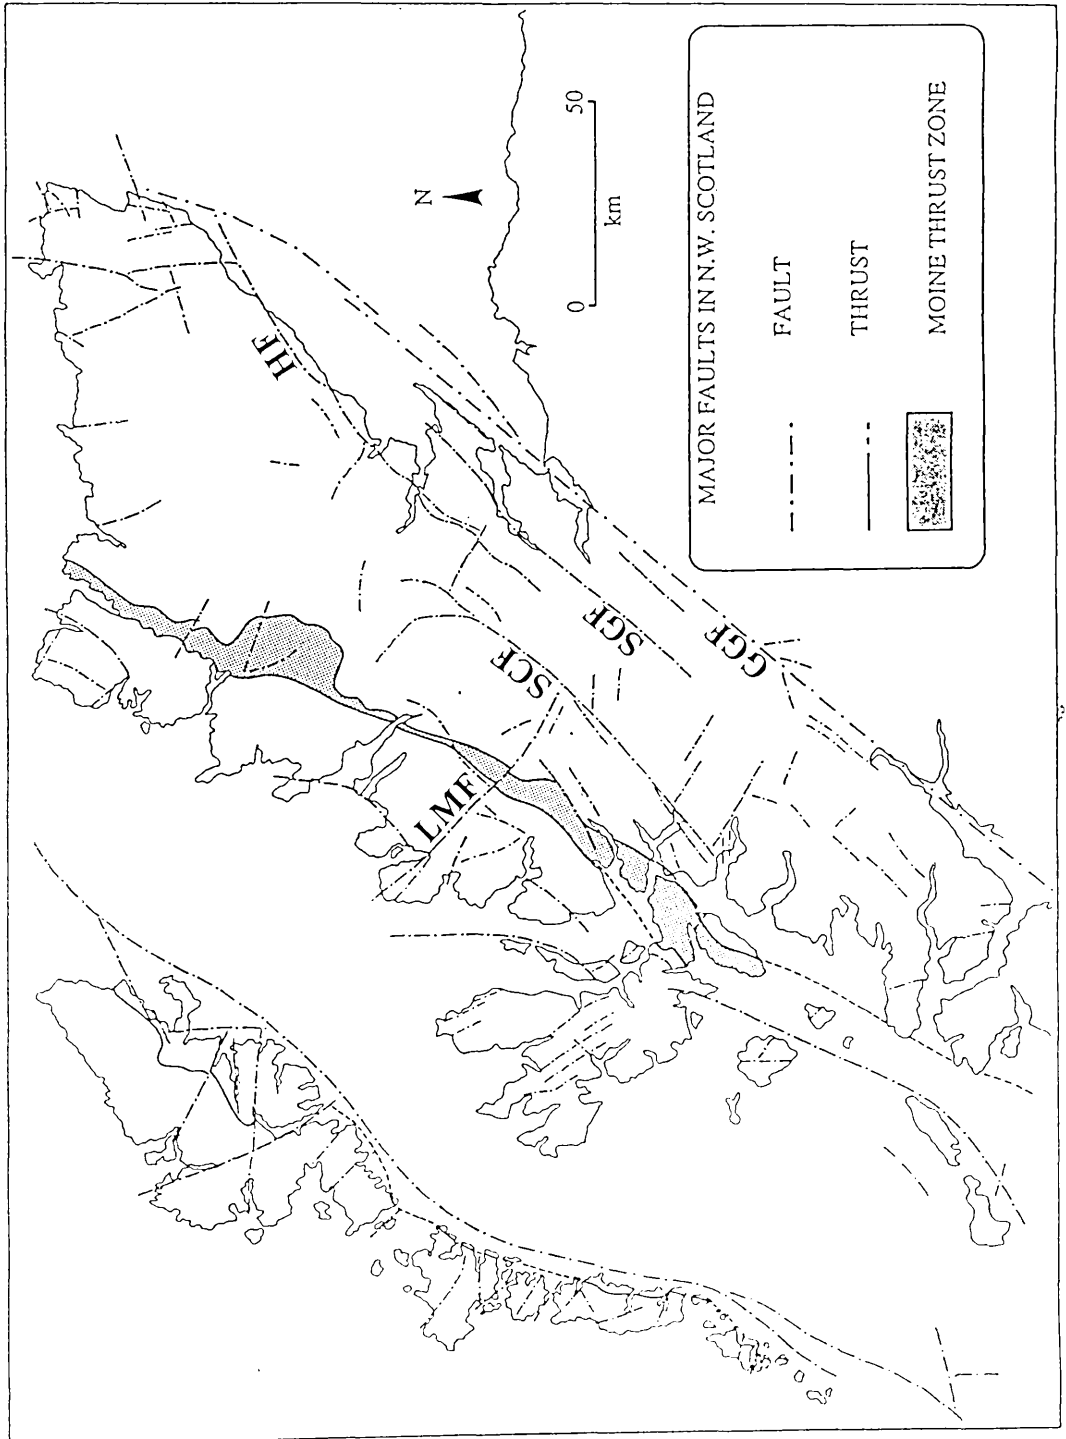 HF
LMF
SCF
SGF
GGF
N
0 50
km
MAJOR FAULTS IN N.W. SCOTLAND
FAULT
THRUST
MOINE THRUST ZONE